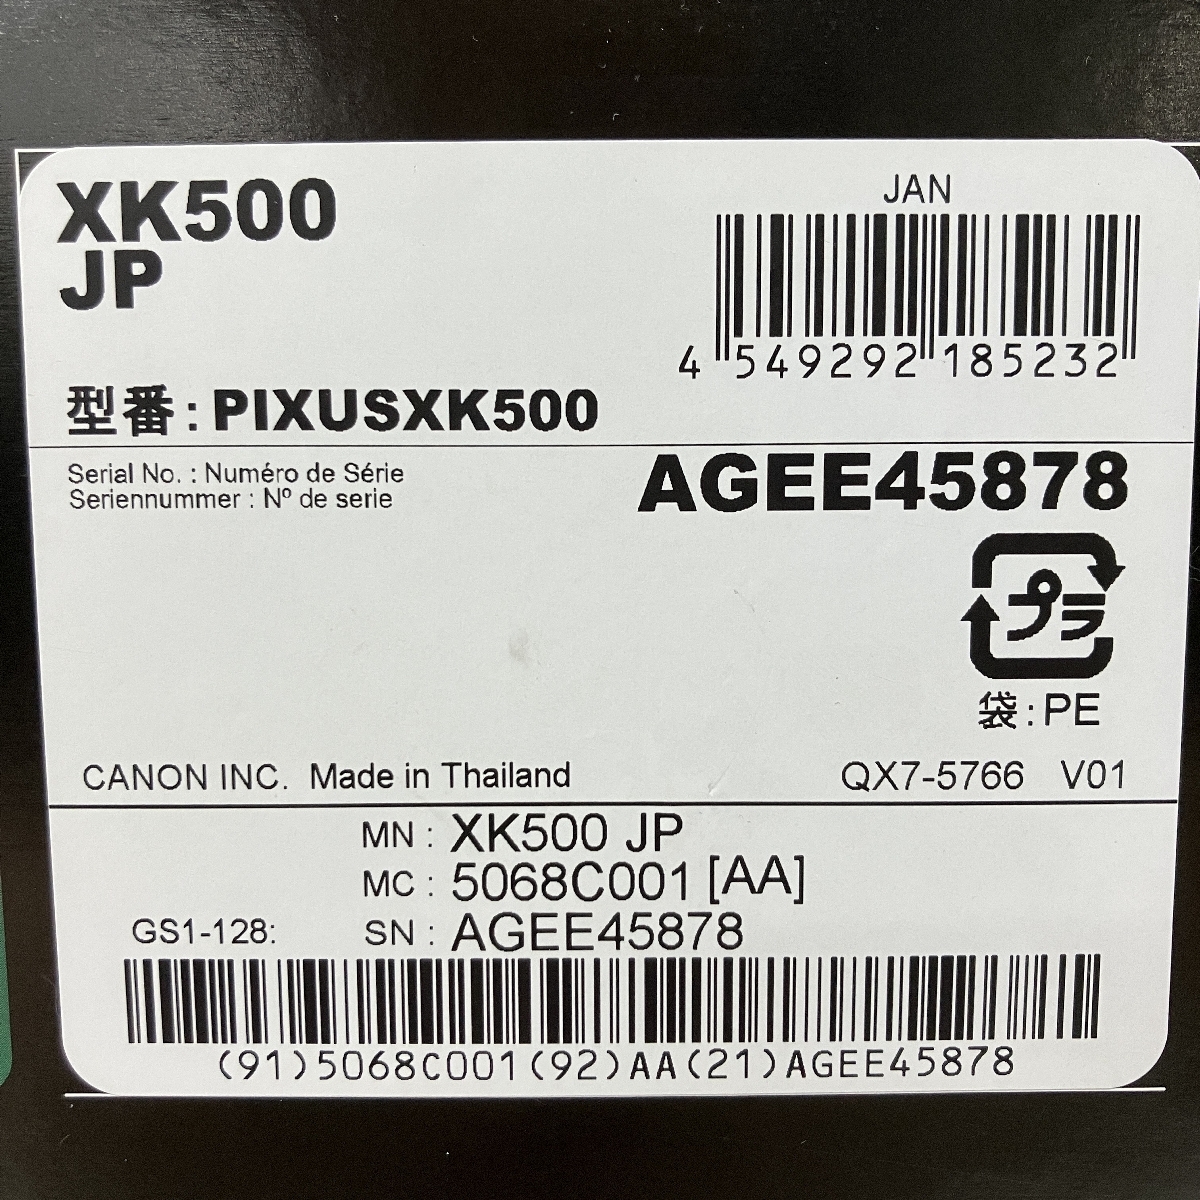 XK500
JP
JAN
4 549292 185232
型番:PIXUSXK500
Serial No. : Numéro de Série
Seriennummer : Nº de serie
AGEE45878
プラ
袋:PE
CANON INC. Made in Thailand
QX7-5766 V01
MN : XK500 JP
MC : 5068C001 [AA]
GS1-128: SN : AGEE45878
(91)5068C001(92)AA(21)AGEE45878